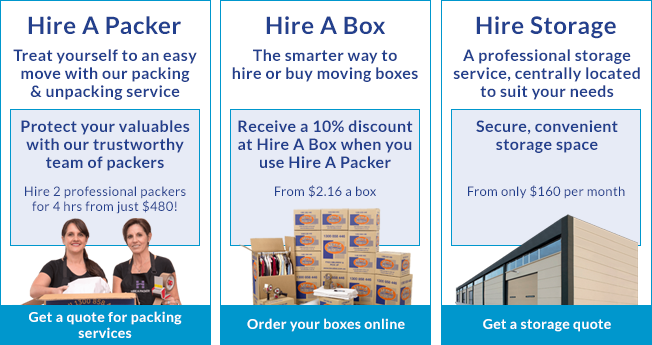 Hire A Packer
Treat yourself to an easy
move with our packing
& unpacking service
Protect your valuables
with our trustworthy
team of packers
Hire 2 professional packers
for 4 hrs from just $480!
Get a quote for packing
services
Hire A Box
The smarter way to
hire or buy moving boxes
Receive a 10% discount
at Hire A Box when you
use Hire A Packer
From $2.16 a box
Order your boxes online
Hire Storage
A professional storage
service, centrally located
to suit your needs
Secure, convenient
storage space
From only $160 per month
Get a storage quote